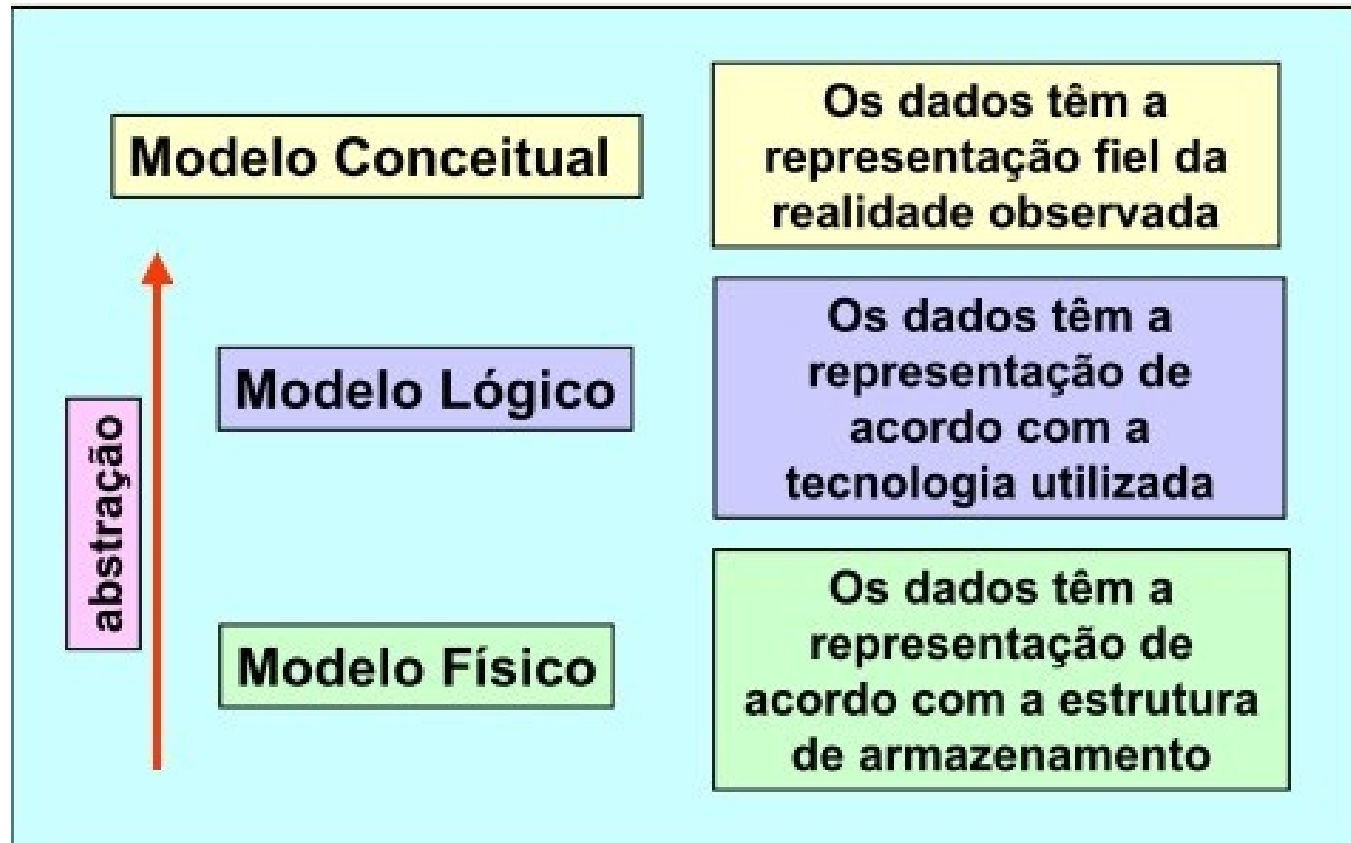 Modelo Conceitual
Os dados têm a
representação fiel da
realidade observada
abstração
Modelo Lógico
Os dados têm a
representação de
acordo com a
tecnologia utilizada
Modelo Físico
Os dados têm a
representação de
acordo com a estrutura
de armazenamento